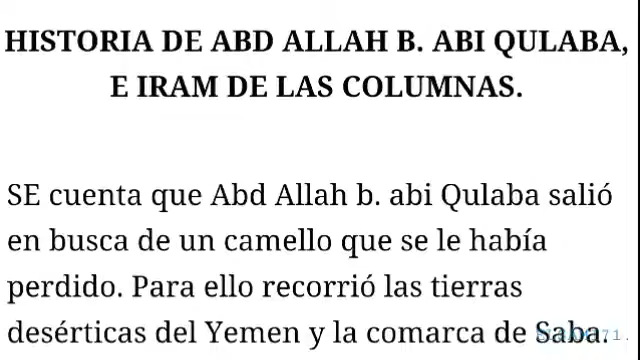 HISTORIA DE ABD ALLAH B. ABI QULABA,
E IRAM DE LAS COLUMNAS.
SE cuenta que Abd Allah b. abi Qulaba salió
en busca de un camello que se le había
perdido. Para ello recorrió las tierras
desérticas del Yemen y la comarca de Saba.